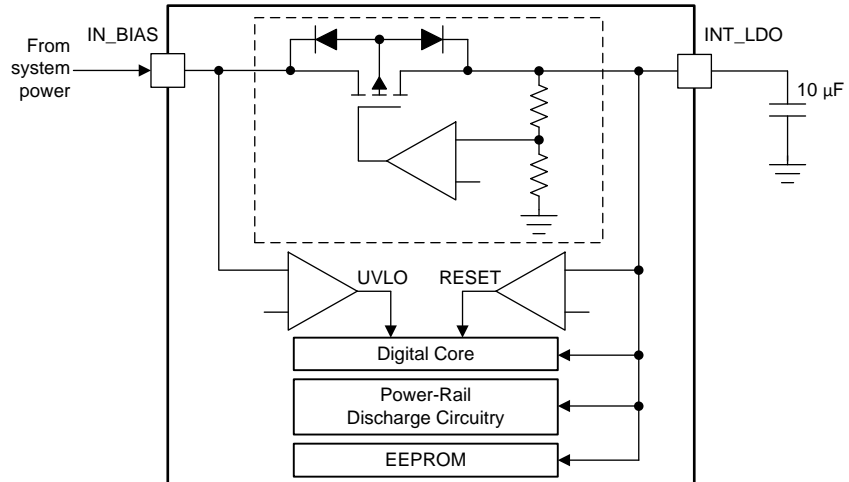 IN_BIAS
INT_LDO
From
system
power
10 µF
UVLO
RESET
Digital Core
Power-Rail
Discharge Circuitry
EEPROM